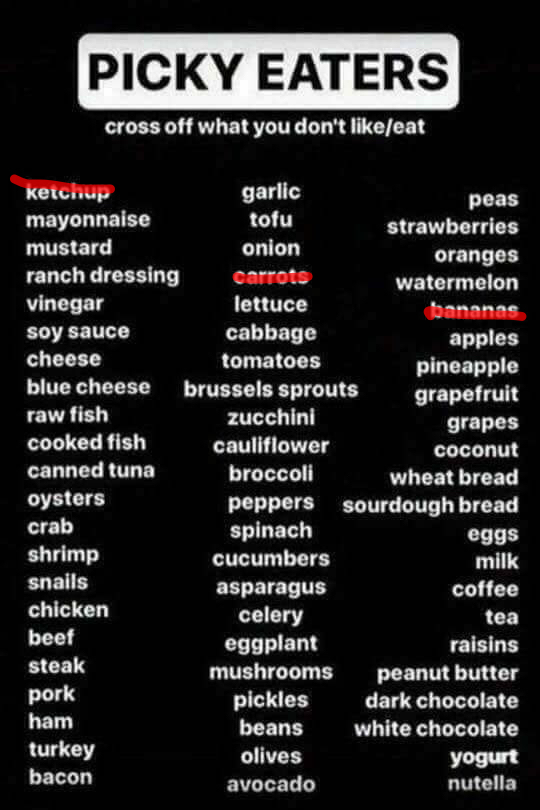 PICKY EATERS
cross off what you don't like/eat
ketchup
mayonnaise
mustard
ranch dressing
vinegar
soy sauce
cheese
blue cheese
raw fish
cooked fish
canned tuna
oysters
crab
shrimp
snails
chicken
beef
steak
pork
ham
turkey
bacon
garlic
tofu
onion
carrots
lettuce
cabbage
tomatoes
brussels sprouts
zucchini
cauliflower
broccoli
peppers
spinach
cucumbers
asparagus
celery
eggplant
mushrooms
pickles
beans
olives
avocado
peas
strawberries
oranges
watermelon
bananas
apples
pineapple
grapefruit
grapes
coconut
wheat bread
sourdough bread
eggs
milk
coffee
tea
raisins
peanut butter
dark chocolate
white chocolate
yogurt
nutella